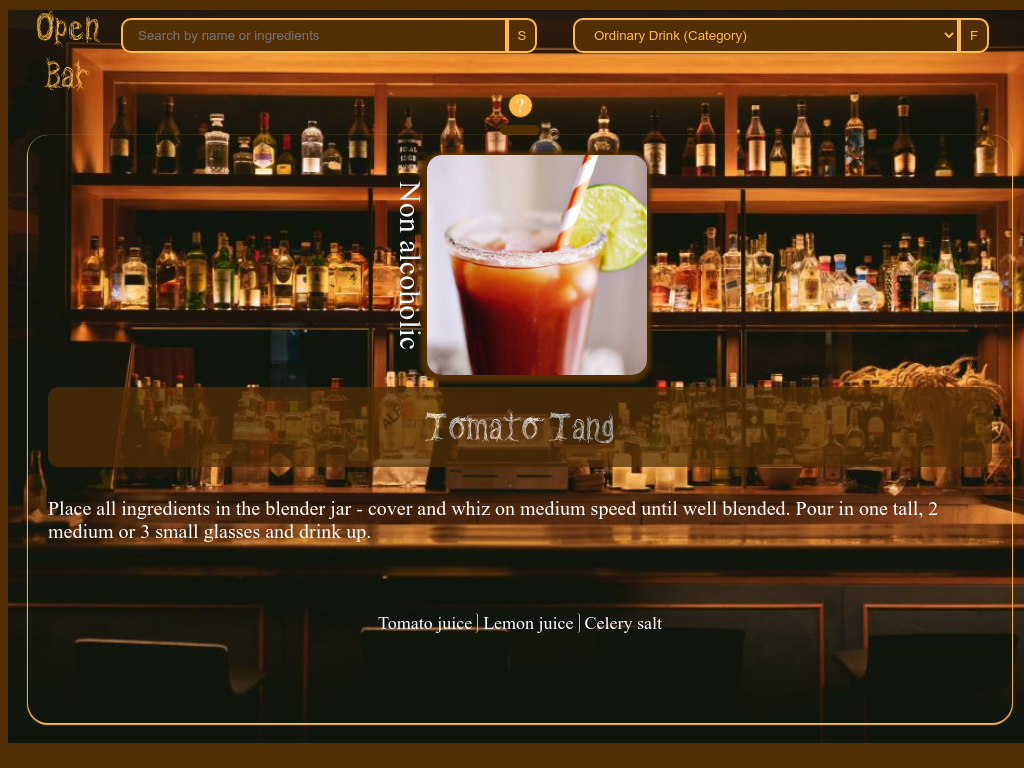 Open
Bar
Search by name or ingredients
S
Ordinary Drink (Category)
F
?
Non alcoholic
Tomato Tang
Place all ingredients in the blender jar - cover and whiz on medium speed until well blended. Pour in one tall, 2
medium or 3 small glasses and drink up.
Tomato juice | Lemon juice | Celery salt